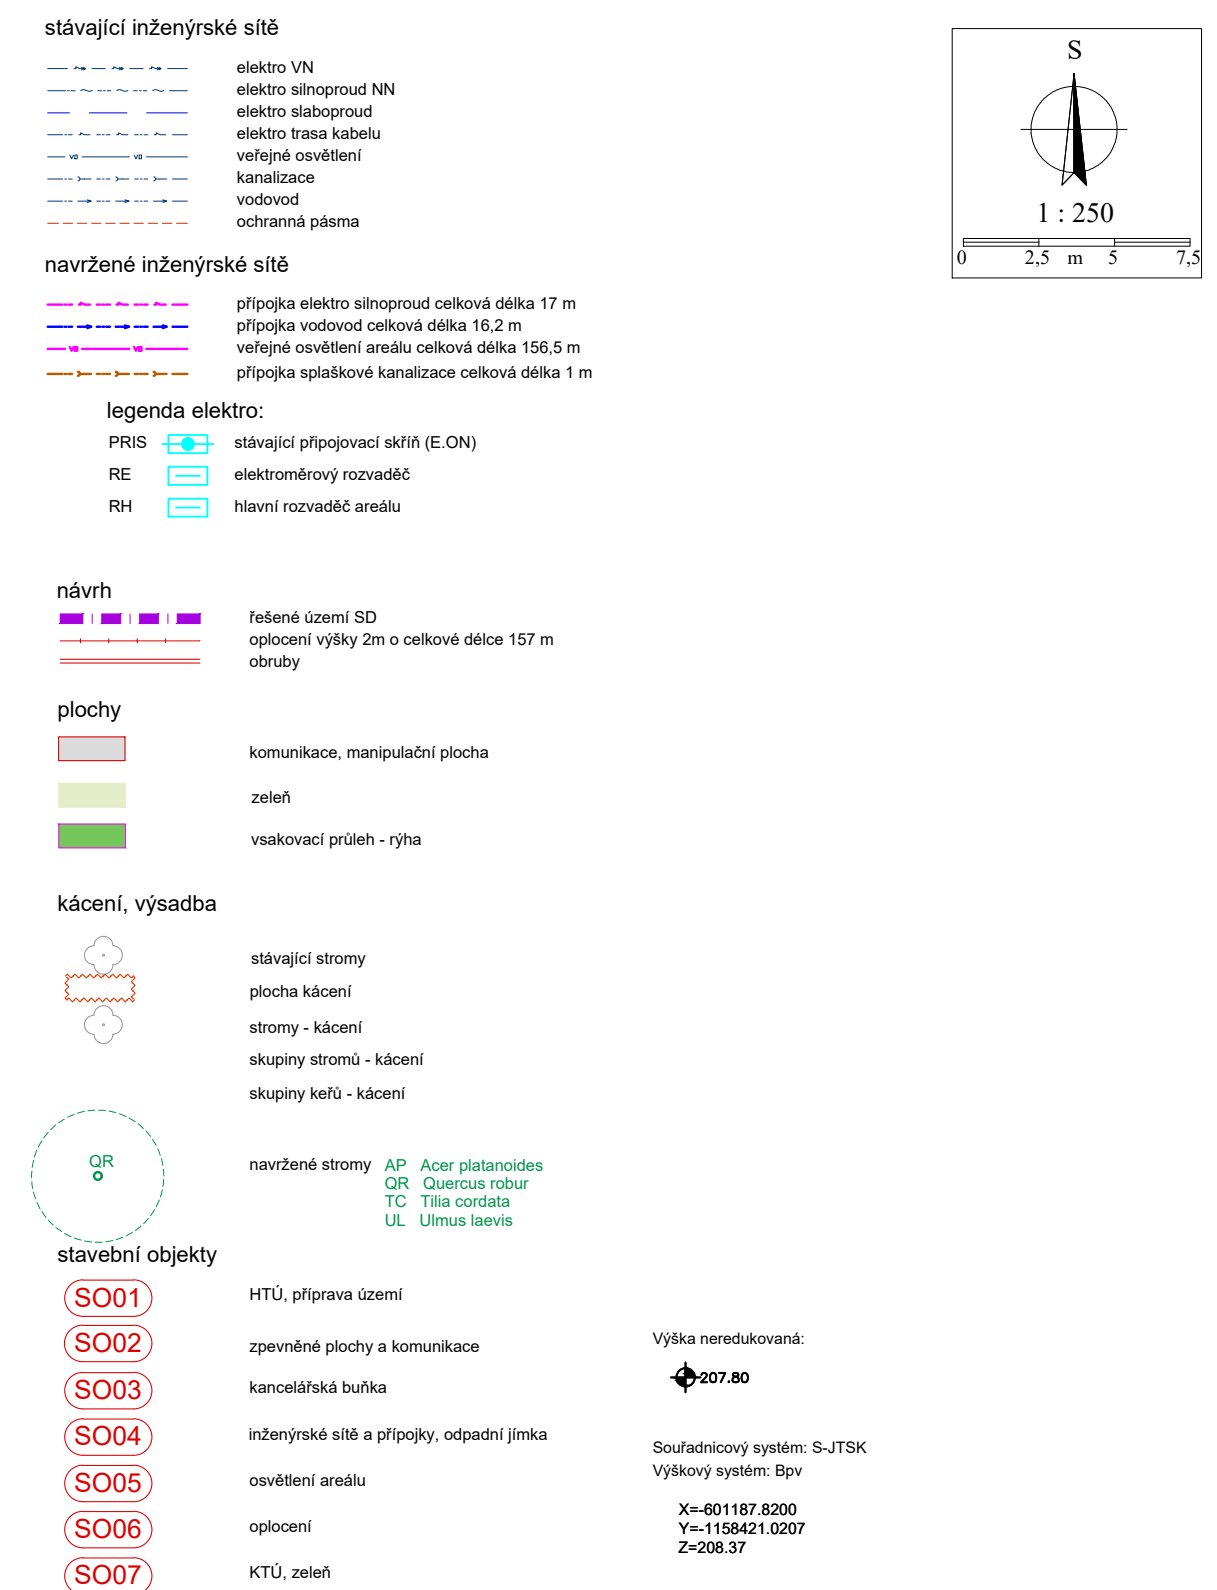 stávající inženýrské sítě
elektro VN
elektro silnoproud NN
elektro slaboproud
elektro trasa kabelu
VO VO veřejné osvětlení
kanalizace
vodovod
ochranná pásma
S
1 : 250
0 2,5 m 5 7,5
navržené inženýrské sítě
přípojka elektro silnoproud celková délka 17 m
přípojka vodovod celková délka 16,2 m
VO VO veřejné osvětlení areálu celková délka 156,5 m
přípojka splaškové kanalizace celková délka 1 m
legenda elektro:
PRIS stávající připojovací skříň (E.ON)
RE elektroměrový rozvaděč
RH hlavní rozvaděč areálu
návrh
řešené území SD
oplocení výšky 2m o celkové délce 157 m
obruby
plochy
komunikace, manipulační plocha
zeleň
vsakovací průleh - rýha
kácení, výsadba
stávající stromy
plocha kácení
stromy - kácení
skupiny stromů - kácení
skupiny keřů - kácení
QR
navržené stromy AP Acer platanoides
QR Quercus robur
TC Tilia cordata
UL Ulmus laevis
stavební objekty
SO01 HTÚ, příprava území
SO02 zpevněné plochy a komunikace
SO03 kancelářská buňka
SO04 inženýrské sítě a přípojky, odpadní jímka
SO05 osvětlení areálu
SO06 oplocení
SO07 KTÚ, zeleň
Výška neredukovaná:
207.80
Souřadnicový systém: S-JTSK
Výškový systém: Bpv
X=-601187.8200
Y=-1158421.0207
Z=208.37